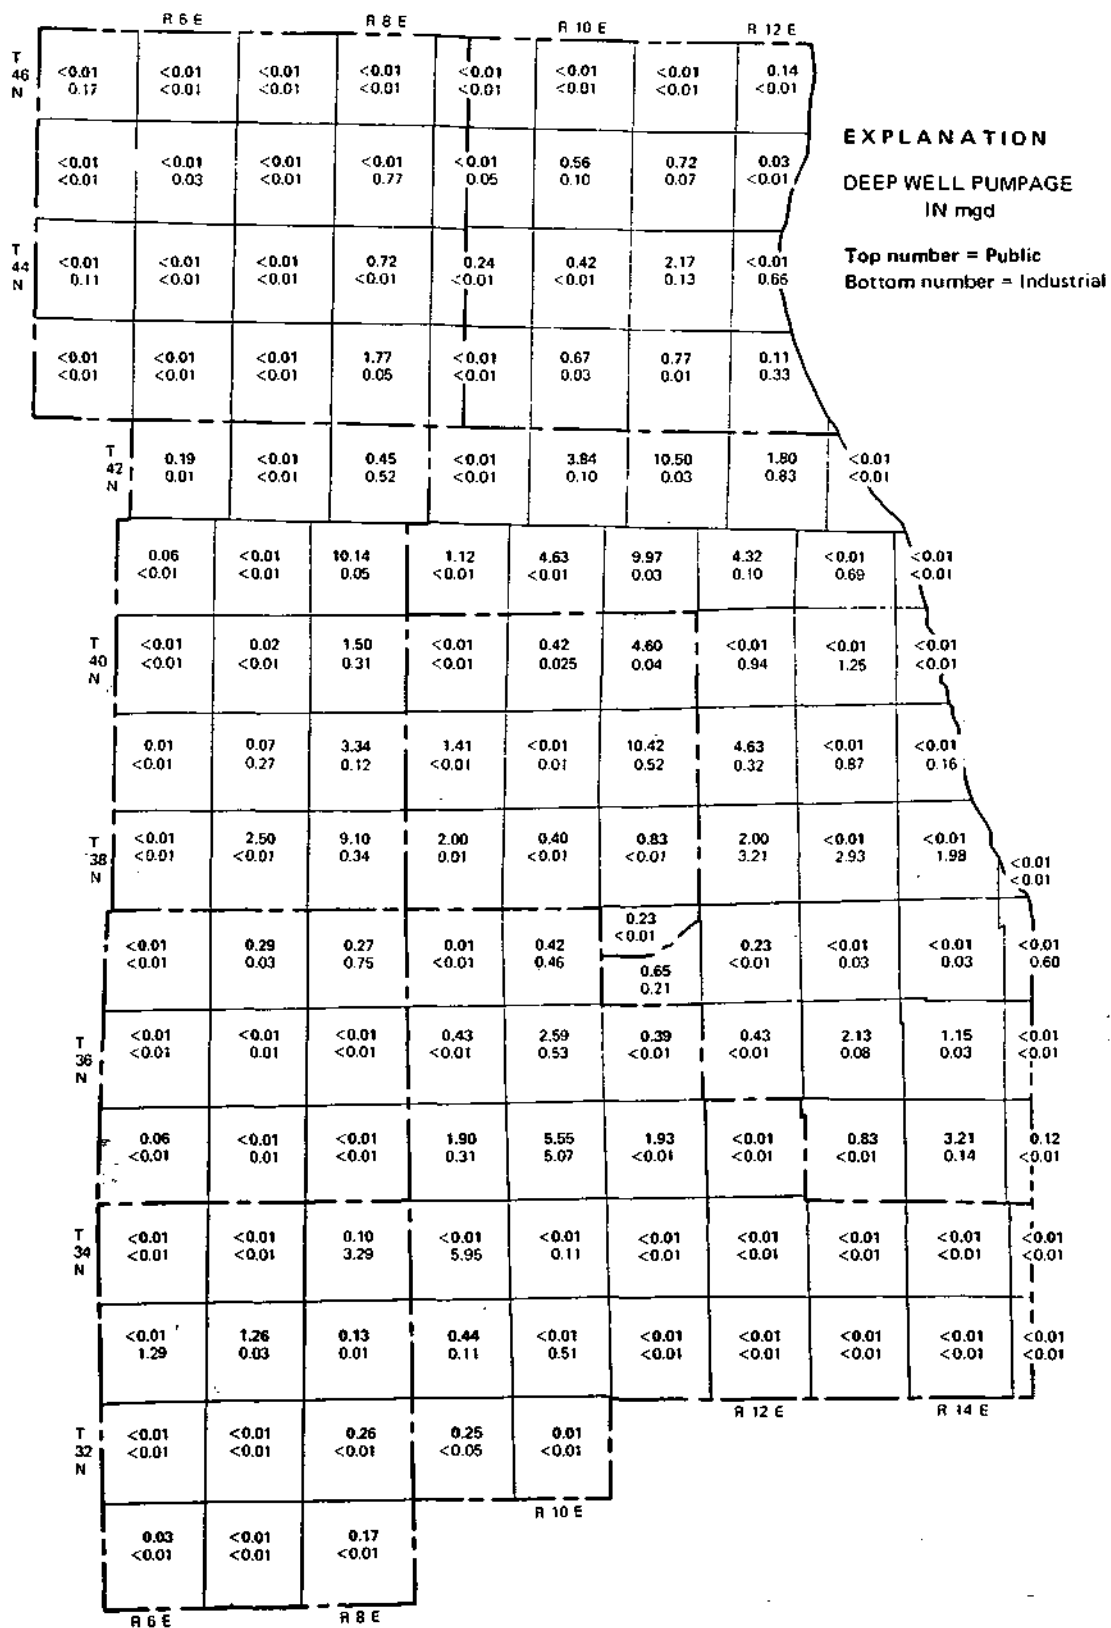 R 6 E R 8 E R 10 E R 12 E
T
46
N
<0.01 <0.01 <0.01 <0.01 <0.01 <0.01 <0.01 0.14
0.17 <0.01 <0.01 <0.01 <0.01 <0.01 <0.01 <0.01
EXPLANATION
DEEP WELL PUMPAGE
IN mgd
Top number = Public
Bottom number = Industrial
<0.01 <0.01 <0.01 <0.01 <0.01 0.56 0.72 0.03
<0.01 0.03 <0.01 0.77 0.05 0.10 0.07 <0.01
T
44
N
<0.01 <0.01 <0.01 0.72 0.24 0.42 2.17 <0.01
0.11 <0.01 <0.01 <0.01 <0.01 <0.01 0.13 0.66
<0.01 <0.01 <0.01 1.77 <0.01 0.67 0.77 0.11
<0.01 <0.01 <0.01 0.05 <0.01 0.03 0.01 0.33
T
42
N
0.19 <0.01 0.45 <0.01 3.84 10.50 1.80 <0.01
0.01 <0.01 0.52 <0.01 0.10 0.03 0.83 <0.01
0.06 <0.01 10.14 1.12 4.63 9.97 4.32 <0.01 <0.01
<0.01 <0.01 0.05 <0.01 <0.01 0.03 0.10 0.69 <0.01
T
40
N
<0.01 0.02 1.50 <0.01 0.42 4.60 <0.01 <0.01 <0.01
<0.01 <0.01 0.31 <0.01 0.025 0.04 0.94 1.25 <0.01
0.01 0.07 3.34 1.41 <0.01 10.42 4.63 <0.01 <0.01
<0.01 0.27 0.12 <0.01 0.01 0.52 0.32 0.87 0.16
T
38
N
<0.01 2.50 9.10 2.00 0.40 0.83 2.00 <0.01 <0.01 <0.01
<0.01 <0.01 0.34 0.01 <0.01 <0.01 3.21 2.93 1.98 <0.01
0.23
<0.01
<0.01 0.29 0.27 0.01 0.42 0.23 <0.01 <0.01 <0.01
<0.01 0.03 0.75 <0.01 0.46 <0.01 0.03 0.03 0.60
0.65
0.21
T
36
N
<0.01 <0.01 <0.01 0.43 2.59 0.39 0.43 2.13 1.15 <0.01
<0.01 0.01 <0.01 <0.01 0.53 <0.01 <0.01 0.08 0.03 <0.01
0.06 <0.01 <0.01 1.90 5.55 1.93 <0.01 0.83 3.21 0.12
<0.01 0.01 <0.01 0.31 5.07 <0.01 <0.01 <0.01 0.14 <0.01
T
34
N
<0.01 <0.01 0.10 <0.01 <0.01 <0.01 <0.01 <0.01 <0.01 <0.01
<0.01 <0.01 3.29 5.95 0.11 <0.01 <0.01 <0.01 <0.01 <0.01
<0.01 1.26 0.13 0.44 <0.01 <0.01 <0.01 <0.01 <0.01 <0.01
1.29 0.03 0.01 0.11 0.51 <0.01 <0.01 <0.01 <0.01 <0.01
R 12 E R 14 E
T
32
N
<0.01 <0.01 0.26 0.25 0.01
<0.01 <0.01 <0.01 <0.05 <0.01
R 10 E
0.03 <0.01 0.17
<0.01 <0.01 <0.01
R 6 E R 8 E